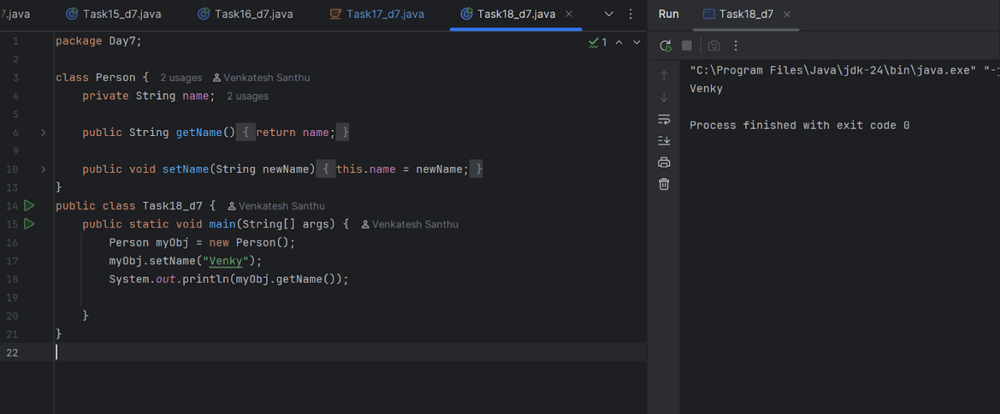 7.java Task15_d7.java Task16_d7.java Task17_d7.java Task18_d7.java
Run Task18_d7
1 package Day7; 1
2
3 class Person { 2 usages Venkatesh Santhu
4 private String name; 2 usages
5
6 public String getName() { return name; }
9
10 public void setName(String newName) { this.name = newName; }
13 }
14 public class Task18_d7 { Venkatesh Santhu
15 public static void main(String[] args) { Venkatesh Santhu
16 Person myObj = new Person();
17 myObj.setName("Venky");
18 System.out.println(myObj.getName());
19
20 }
21 }
22
"C:\Program Files\Java\jdk-24\bin\java.exe" "-j
Venky
Process finished with exit code 0